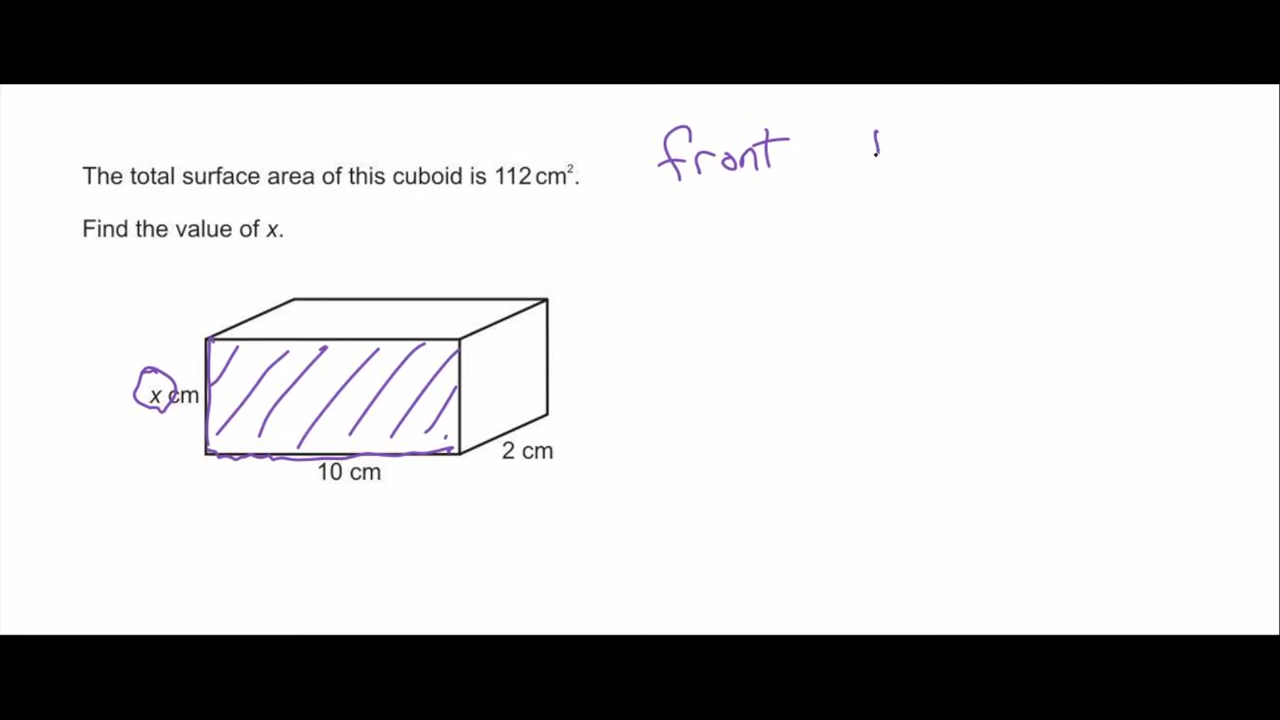 front
The total surface area of this cuboid is 112 cm².
Find the value of x.
x cm
2 cm
10 cm